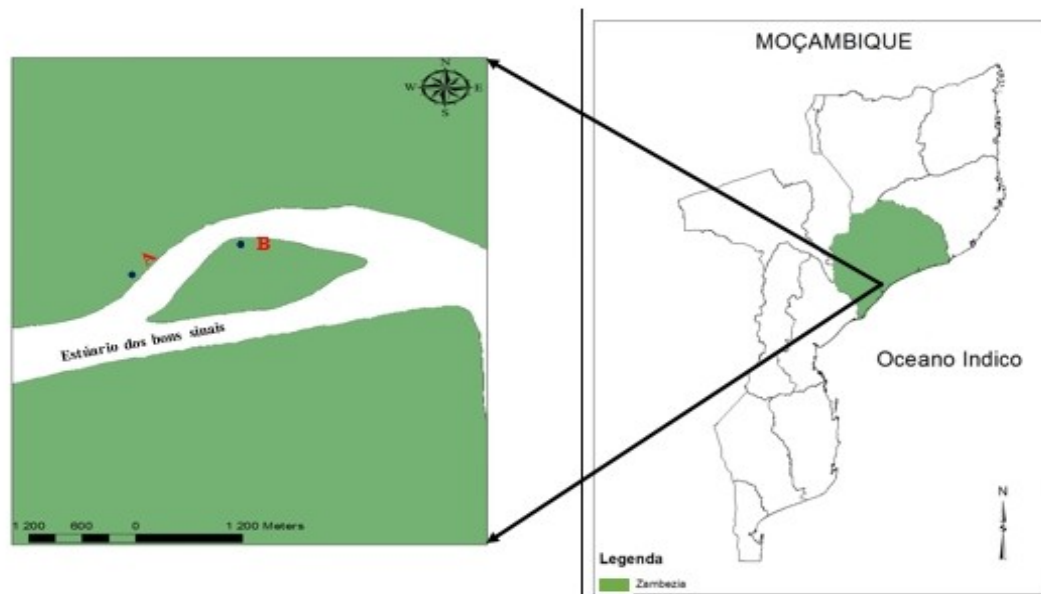 N
W E
S
A
B
Estúario dos bons sinais
1 200 600 0 1 200 Meters
MOÇAMBIQUE
Oceano Indico
N
Legenda
Zambezia